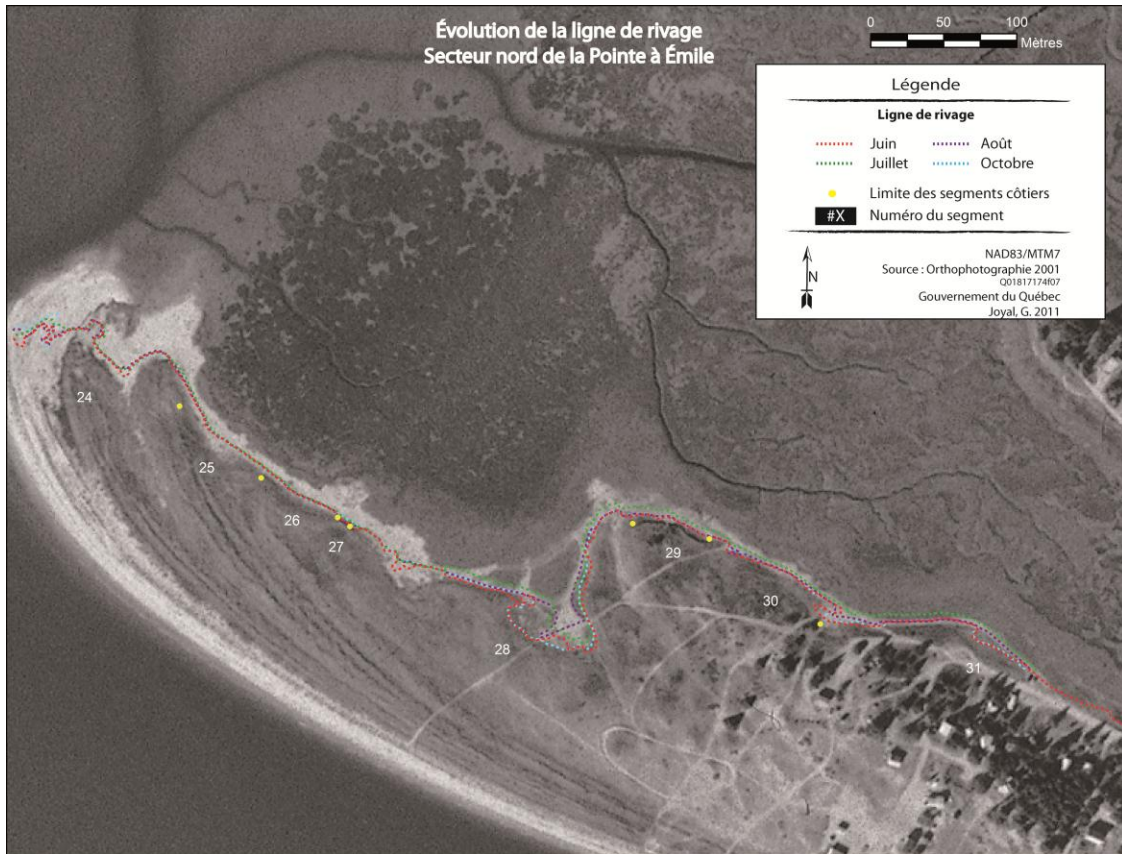 Évolution de la ligne de rivage
Secteur nord de la Pointe à Émile
0 50 100
Mètres
Légende
Ligne de rivage
Juin
Août
Juillet
Octobre
Limite des segments côtiers
#X Numéro du segment
N
NAD83/MTM7
Source : Orthophotographie 2001
Q01817174f07
Gouvernement du Québec
Joyal, G. 2011
24
25
26
27
28
29
30
31